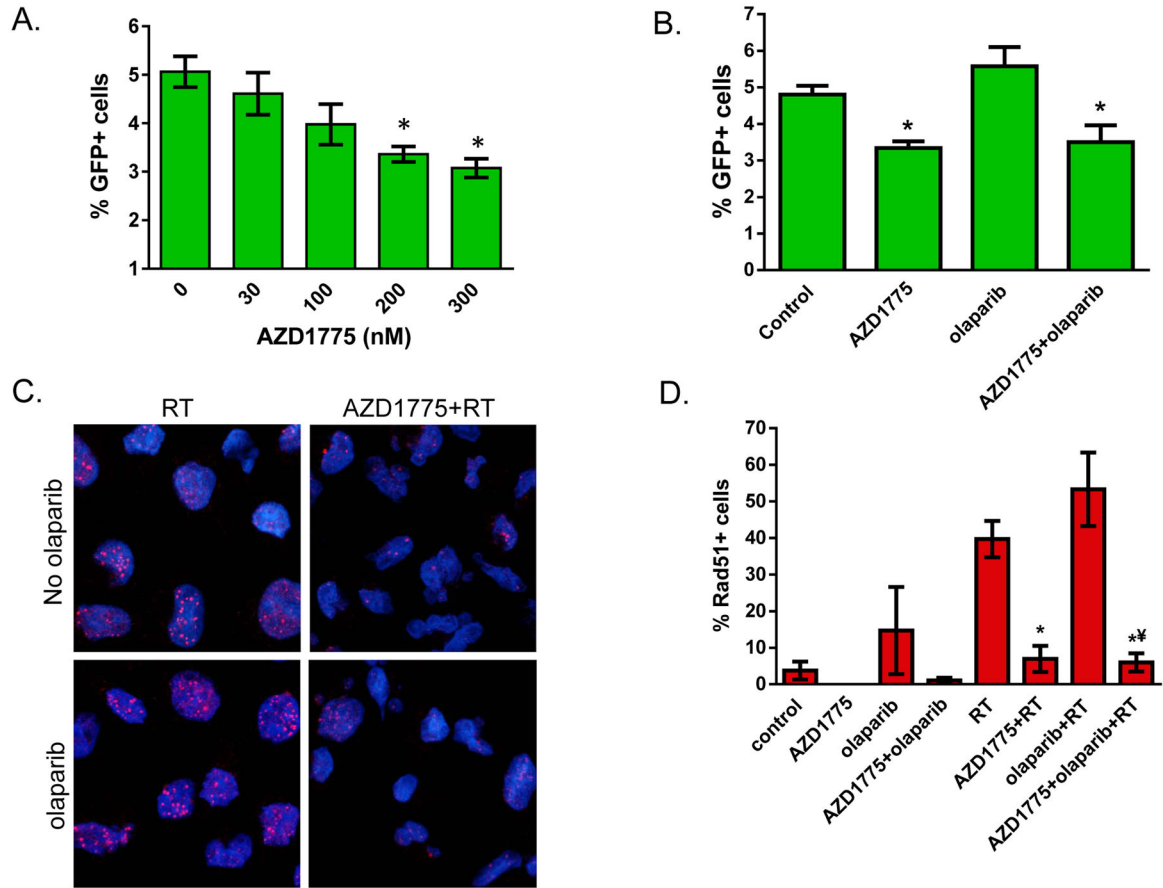 A.
% GFP+ cells
6
5
4
3
2
1
*
*
0
30
100
200
300
AZD1775 (nM)
B.
% GFP+ cells
7
6
5
4
3
2
1
0
*
*
Control
AZD1775
olaparib
AZD1775+olaparib
C.
RT
AZD1775+RT
No olaparib
olaparib
D.
% Rad51+ cells
70
60
50
40
30
20
10
0
*
*¥
control
AZD1775
olaparib
AZD1775+olaparib
RT
AZD1775+RT
olaparib+RT
AZD1775+olaparib+RT